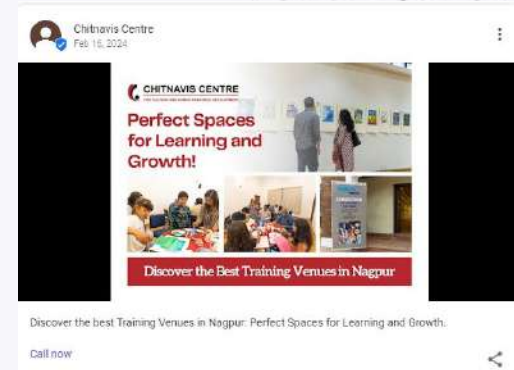 Chitnavis Centre
Feb 15, 2024
CHITNAVIS CENTRE
Perfect Spaces
for Learning and
Growth!
Discover the Best Training Venues in Nagpur
Discover the best Training Venues in Nagpur: Perfect Spaces for Learning and Growth.
Call now